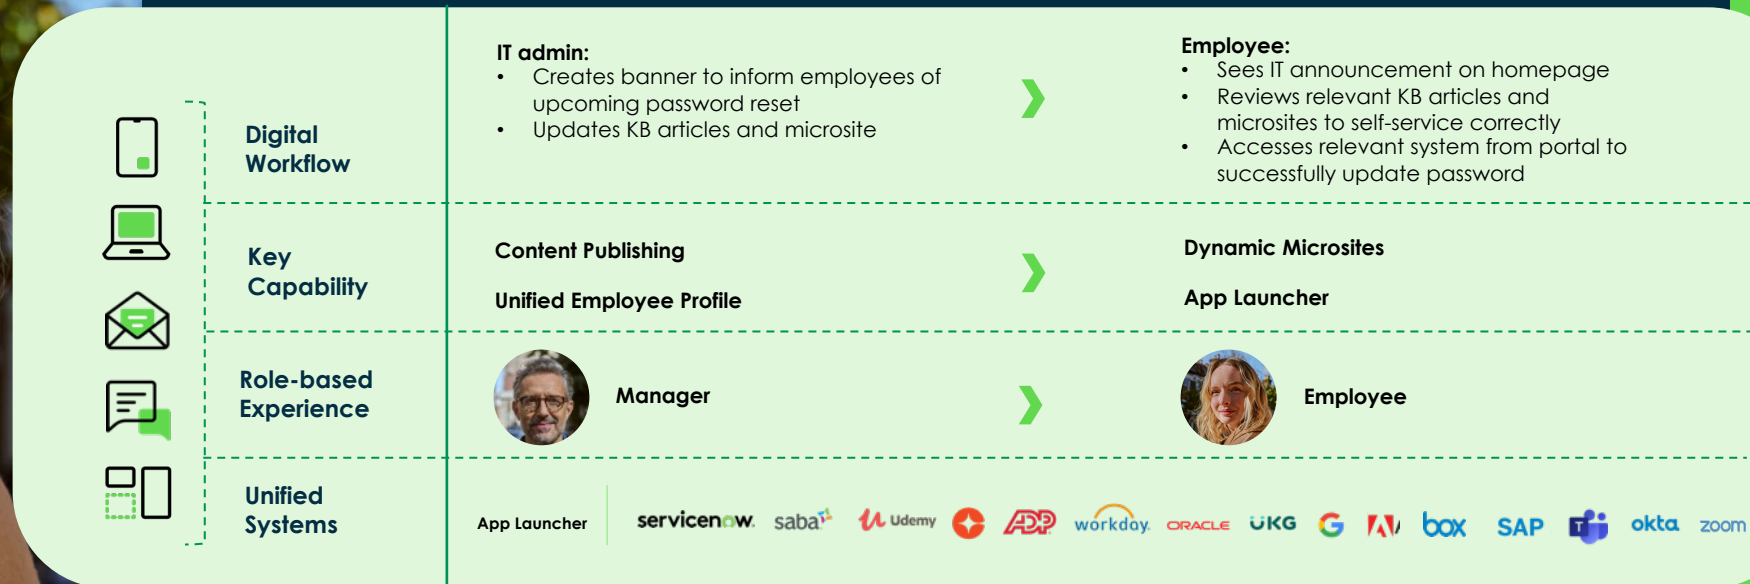 IT admin:
• Creates banner to inform employees of
upcoming password reset
• Updates KB articles and microsite
Employee:
• Sees IT announcement on homepage
• Reviews relevant KB articles and
microsites to self-service correctly
• Accesses relevant system from portal to
successfully update password
Digital
Workflow
Key
Capability
Content Publishing
Unified Employee Profile
Dynamic Microsites
App Launcher
Role-based
Experience
Manager
Employee
Unified
Systems
App Launcher
servicenow.
saba
Udemy
ADP
workday.
ORACLE
UKG
G
box
SAP
T
okta
zoom